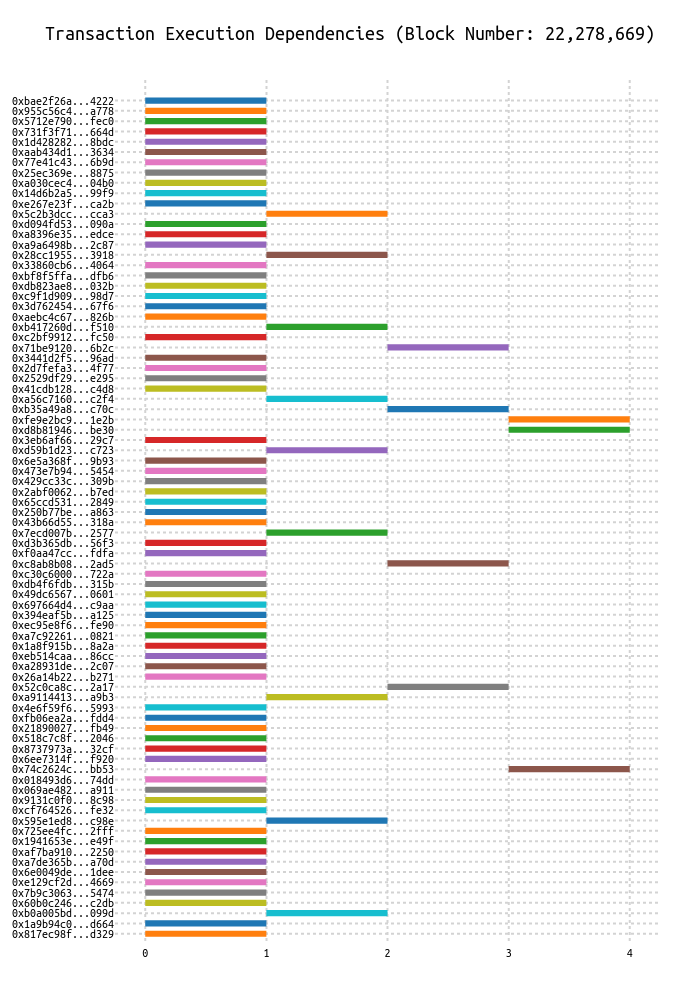 Transaction Execution Dependencies (Block Number: 22,278,669)
0xbae2f26a...4222
0x955c56c4...a778
0x5712e790...fec0
0x731f3f71...664d
0x1d428282...8bdc
0xaab434d1...3634
0x77e41c43...6b9d
0x25ec369e...8875
0xa030cec4...04b0
0x14d6b2a5...99f9
0xe267e23f...ca2b
0x5c2b3dcc...cca3
0xd094fd53...090a
0xa8396e35...edce
0xa9a6498b...2c87
0x28cc1955...3918
0x33860cb6...4064
0xbf8f5ffa...dfb6
0xdb823ae8...032b
0xc9f1d909...98d7
0x3d762454...67f6
0xaebc4c67...826b
0xb417260d...f510
0xc2bf9912...fc50
0x71be9120...6b2c
0x3441d2f5...96ad
0x2d7fefa3...4f77
0x2529df29...e295
0x41cdb128...c4d8
0xa56c7160...c2f4
0xb35a49a8...c70c
0xfe9e2bc9...1e2b
0xd8b81946...be30
0x3eb6af66...29c7
0xd59b1d23...c723
0x6e5a368f...9b93
0x473e7b94...5454
0x429cc33c...309b
0x2abf0062...b7ed
0x65ccd531...2849
0x250b77be...a863
0x43b66d55...318a
0x7ecd007b...2577
0xd3b365db...56f3
0xf0aa47cc...fdfa
0xc8ab8b08...2ad5
0xc30c6000...722a
0xdb4f6fdb...315b
0x49dc6567...0601
0x697664d4...c9aa
0x394eaf5b...a125
0xec95e8f6...fe90
0xa7c92261...0821
0x1a8f915b...8a2a
0xeb514caa...86cc
0xa28931de...2c07
0x26a14b22...b271
0x52c0ca8c...2a17
0xa9114413...a9b3
0x4e6f59f6...5993
0xfb06ea2a...fdd4
0x21890027...fb49
0x518c7c8f...2046
0x8737973a...32cf
0x6ee7314f...f920
0x74c2624c...bb53
0x018493d6...74dd
0x069ae482...a911
0x9131c0f0...8c98
0xcf764526...fe32
0x595e1ed8...c98e
0x725ee4fc...2fff
0x1941653e...e49f
0xaf7ba910...2250
0xa7de365b...a70d
0x6e0049de...1dee
0xe129cf2d...4669
0x7b9c3063...5474
0x60b0c246...c2db
0xb0a005bd...099d
0x1a9b94c0...d664
0x817ec98f...d329
0 1 2 3 4